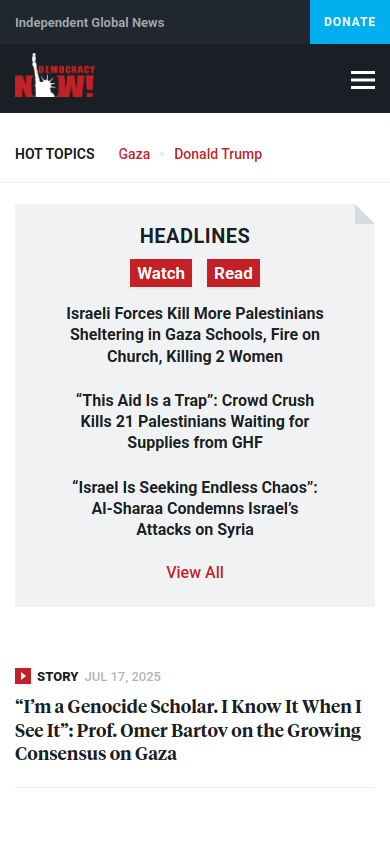 Independent Global News
DONATE
DEMOCRACY
NOW!
HOT TOPICS
Gaza
Donald Trump
HEADLINES
Watch
Read
Israeli Forces Kill More Palestinians
Sheltering in Gaza Schools, Fire on
Church, Killing 2 Women
“This Aid Is a Trap”: Crowd Crush
Kills 21 Palestinians Waiting for
Supplies from GHF
“Israel Is Seeking Endless Chaos”:
Al-Sharaa Condemns Israel’s
Attacks on Syria
View All
STORY JUL 17, 2025
“I’m a Genocide Scholar. I Know It When I
See It”: Prof. Omer Bartov on the Growing
Consensus on Gaza